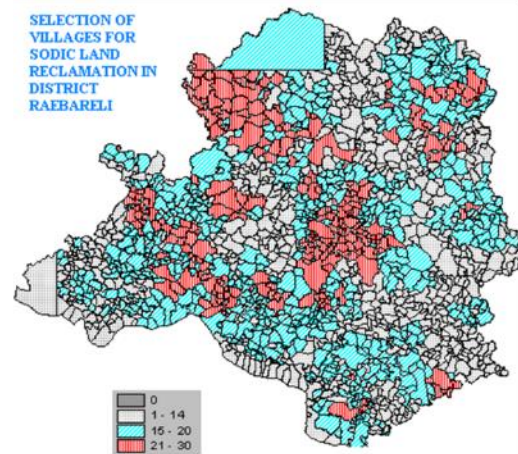 SELECTION OF
VILLAGES FOR
SODIC LAND
RECLAMATION IN
DISTRICT
RAEBARELI
0
1 - 14
15 - 20
21 - 30